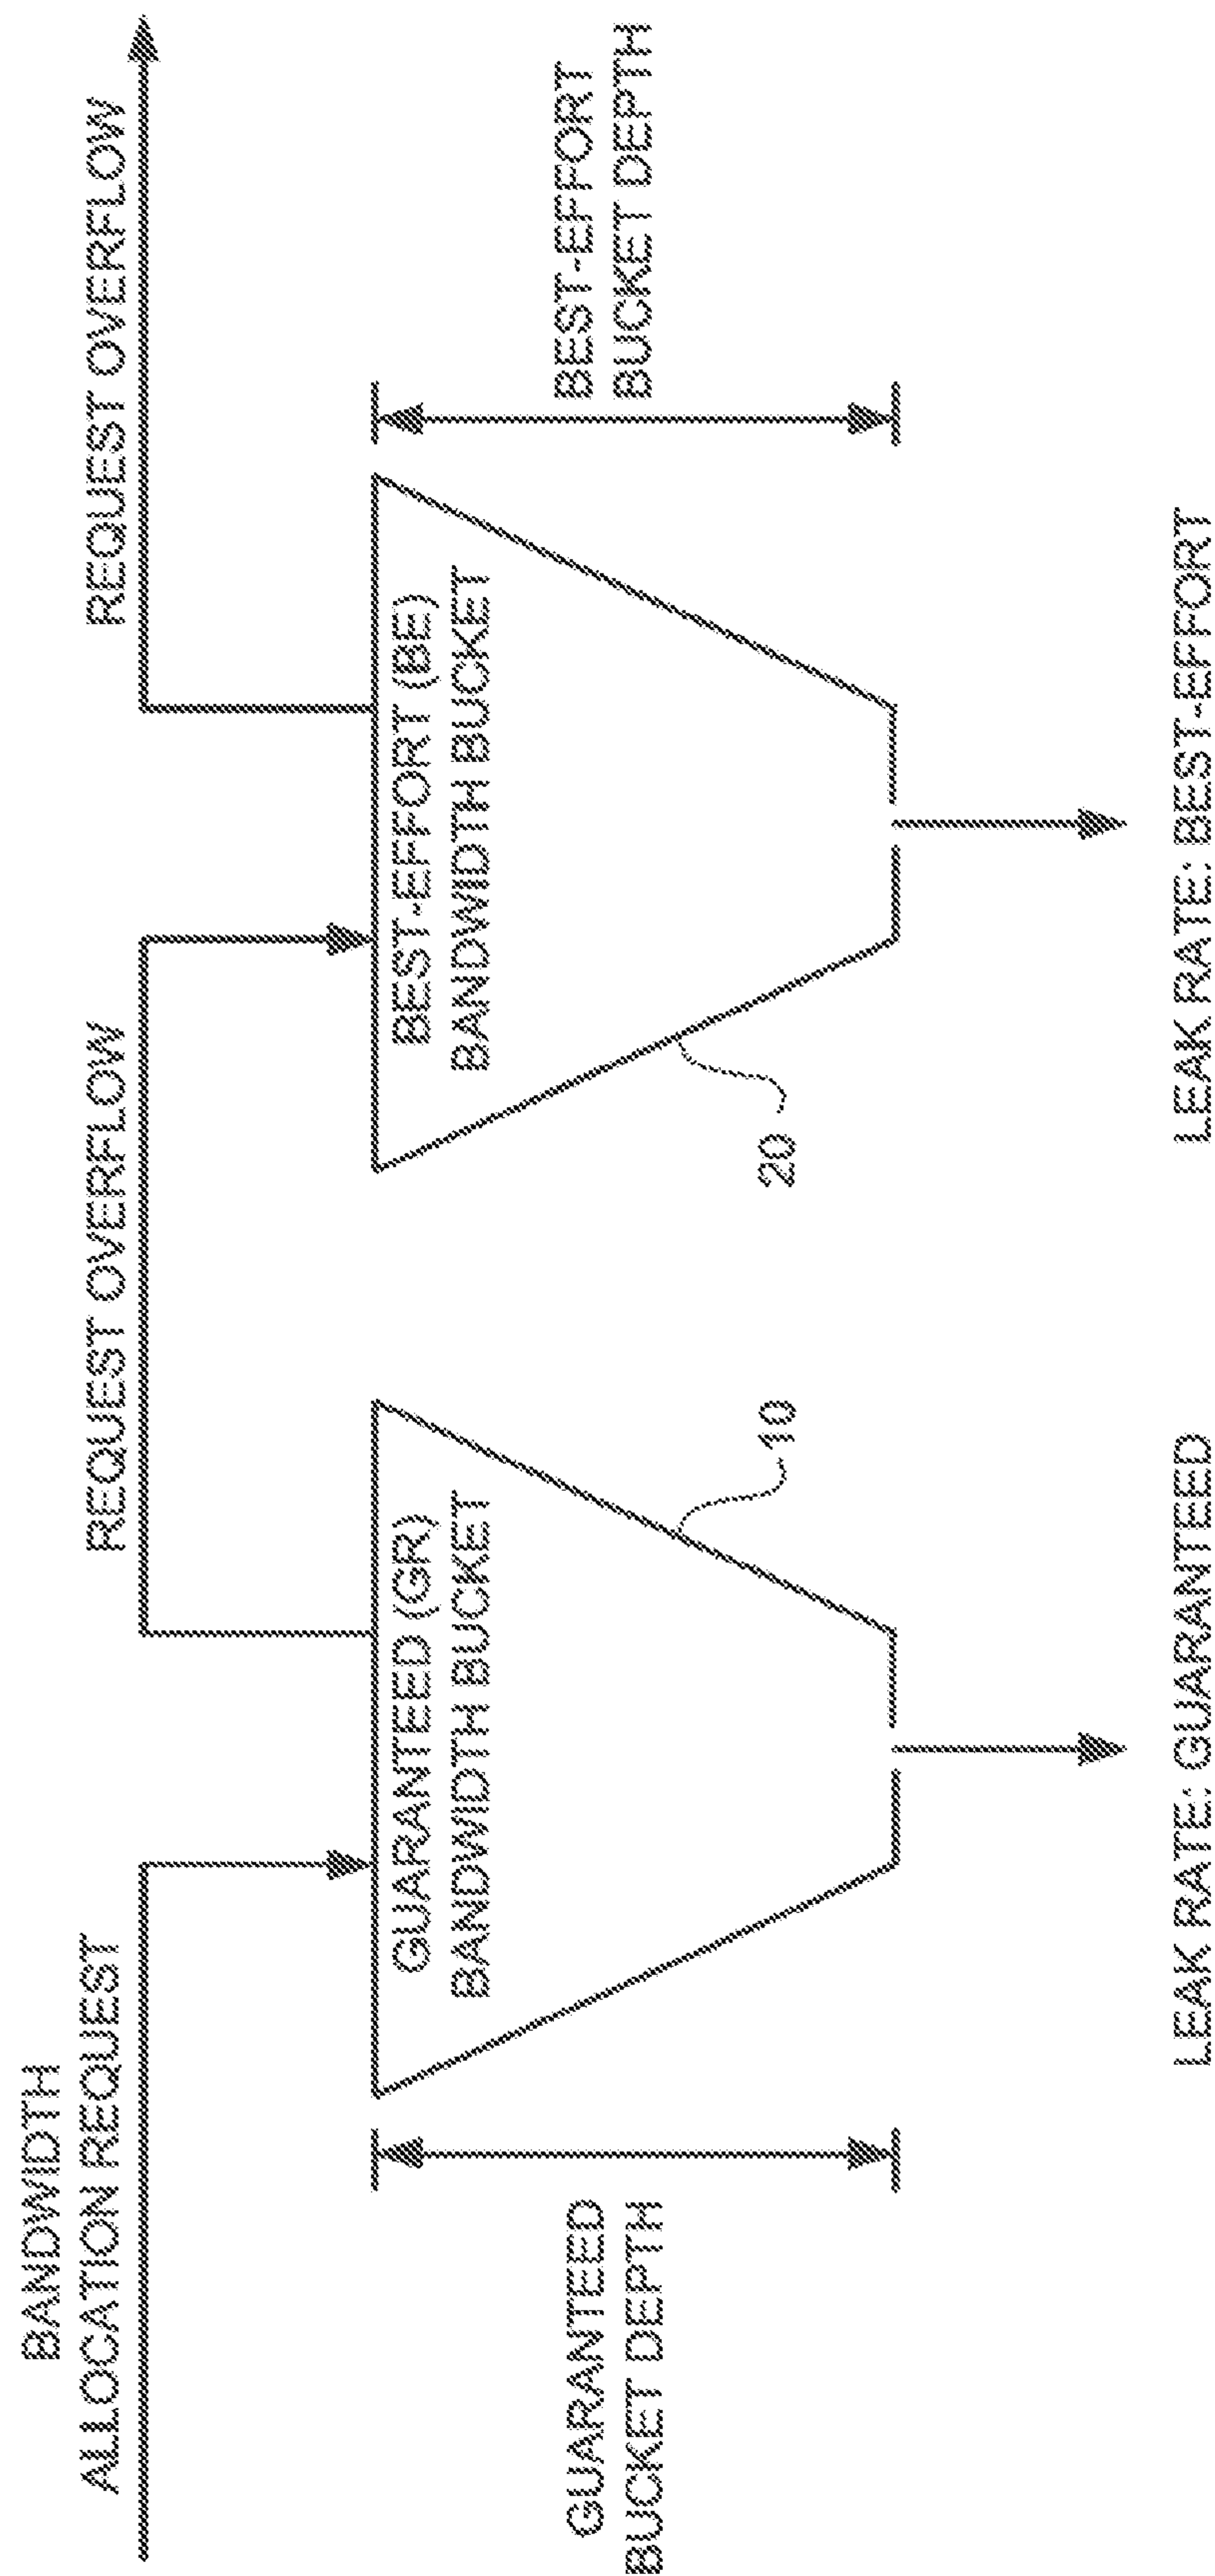 BANDWIDTH
ALLOCATION REQUEST
REQUEST OVERFLOW
REQUEST OVERFLOW
GUARANTEED (GR)
BANDWIDTH BUCKET
BEST-EFFORT (BE)
BANDWIDTH BUCKET
GUARANTEED
BUCKET DEPTH
10
20
BEST-EFFORT
BUCKET DEPTH
LEAK RATE: GUARANTEED
LEAK RATE: BEST-EFFORT